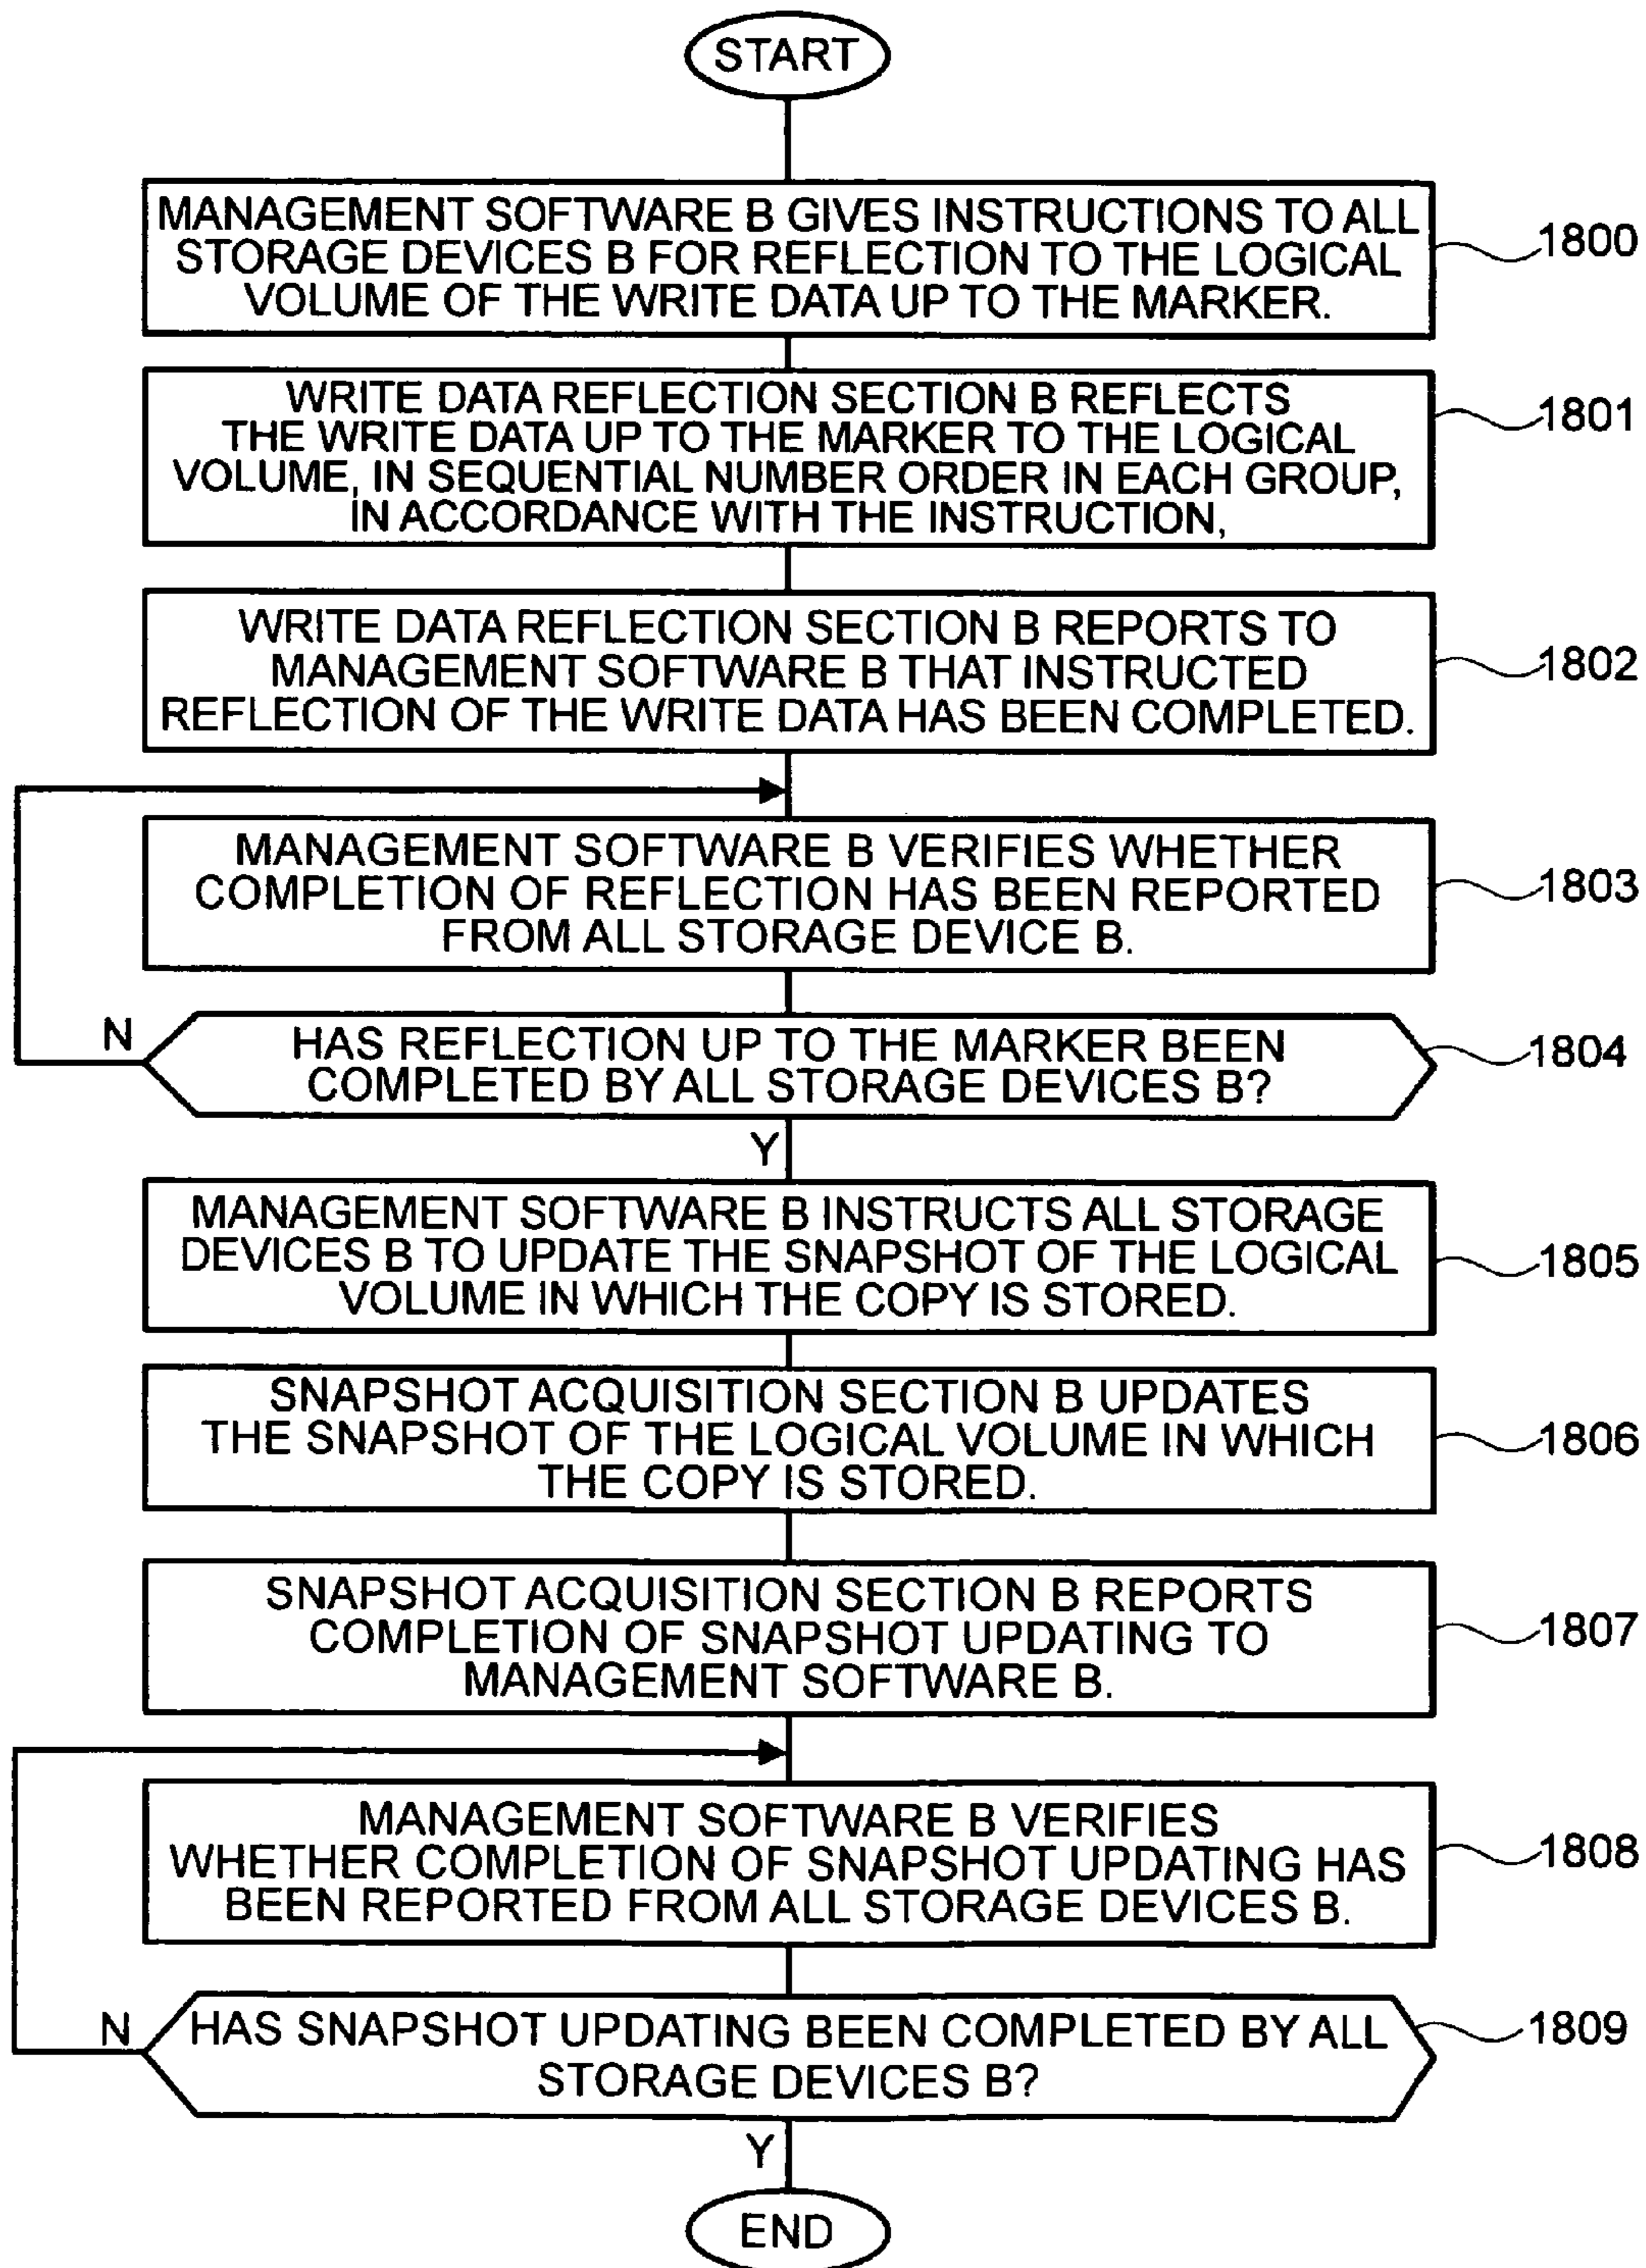 START
MANAGEMENT SOFTWARE B GIVES INSTRUCTIONS TO ALL
STORAGE DEVICES B FOR REFLECTION TO THE LOGICAL
VOLUME OF THE WRITE DATA UP TO THE MARKER.
1800
WRITE DATA REFLECTION SECTION B REFLECTS
THE WRITE DATA UP TO THE MARKER TO THE LOGICAL
VOLUME, IN SEQUENTIAL NUMBER ORDER IN EACH GROUP,
IN ACCORDANCE WITH THE INSTRUCTION,
1801
WRITE DATA REFLECTION SECTION B REPORTS TO
MANAGEMENT SOFTWARE B THAT INSTRUCTED
REFLECTION OF THE WRITE DATA HAS BEEN COMPLETED.
1802
MANAGEMENT SOFTWARE B VERIFIES WHETHER
COMPLETION OF REFLECTION HAS BEEN REPORTED
FROM ALL STORAGE DEVICE B.
1803
N
HAS REFLECTION UP TO THE MARKER BEEN
COMPLETED BY ALL STORAGE DEVICES B?
1804
Y
MANAGEMENT SOFTWARE B INSTRUCTS ALL STORAGE
DEVICES B TO UPDATE THE SNAPSHOT OF THE LOGICAL
VOLUME IN WHICH THE COPY IS STORED.
1805
SNAPSHOT ACQUISITION SECTION B UPDATES
THE SNAPSHOT OF THE LOGICAL VOLUME IN WHICH
THE COPY IS STORED.
1806
SNAPSHOT ACQUISITION SECTION B REPORTS
COMPLETION OF SNAPSHOT UPDATING TO
MANAGEMENT SOFTWARE B.
1807
MANAGEMENT SOFTWARE B VERIFIES
WHETHER COMPLETION OF SNAPSHOT UPDATING HAS
BEEN REPORTED FROM ALL STORAGE DEVICES B.
1808
N
HAS SNAPSHOT UPDATING BEEN COMPLETED BY ALL
STORAGE DEVICES B?
1809
Y
END